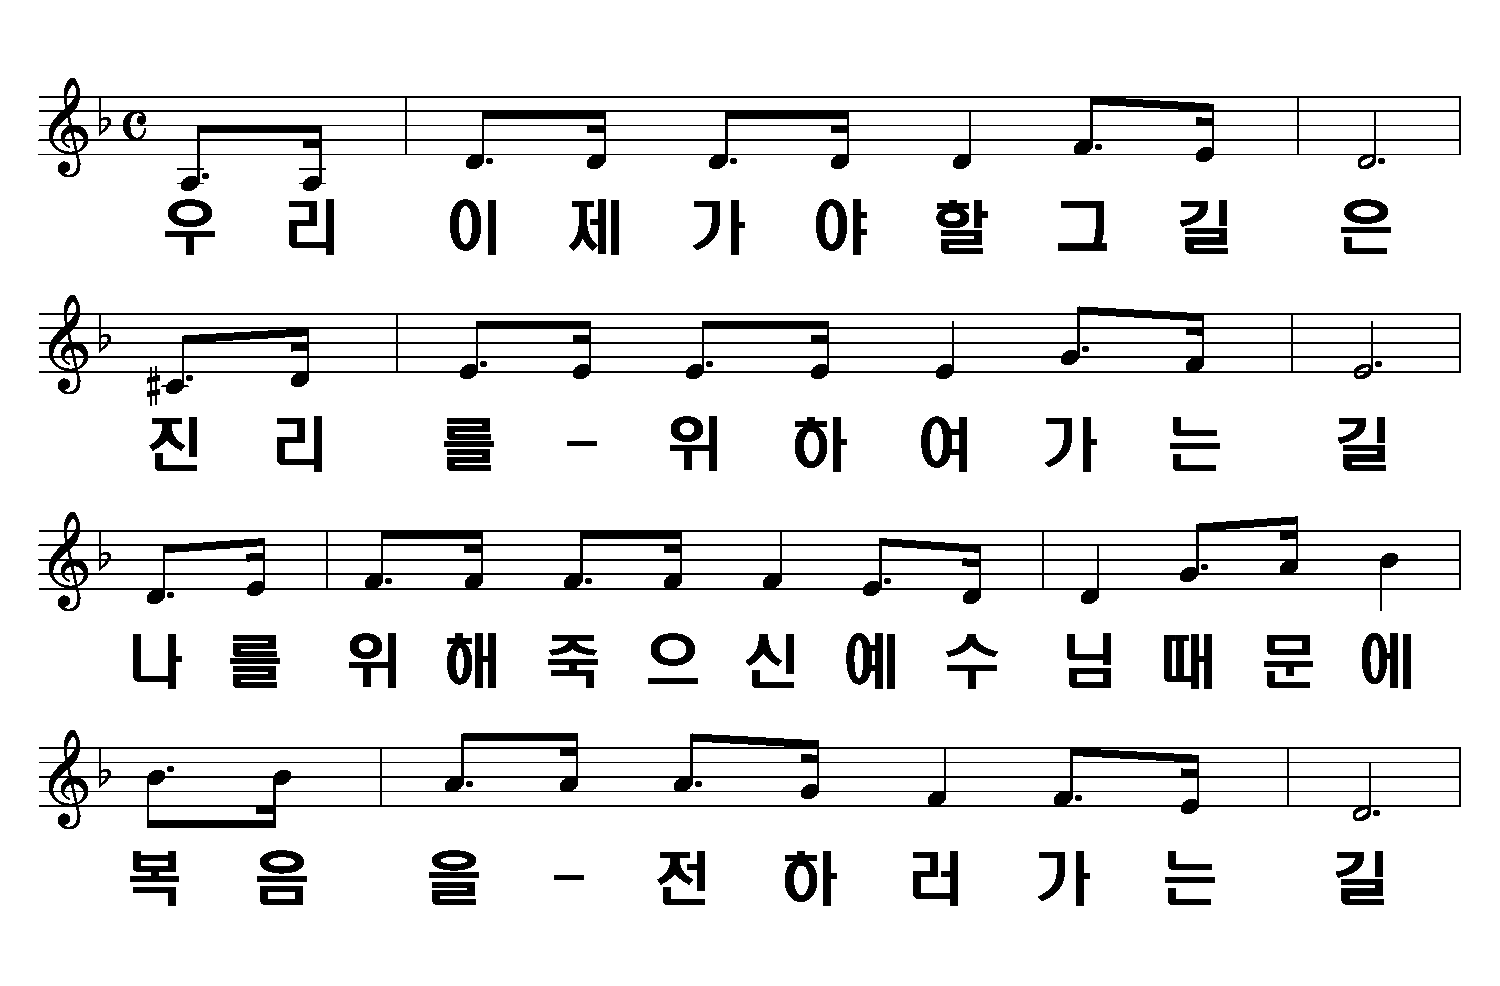 우 리 이 제 가 야 할 그 길 은
진 리 를 - 위 하 여 가 는 길
나 를 위 해 죽 으 신 예 수 님 때 문 에
복 음 을 - 전 하 러 가 는 길